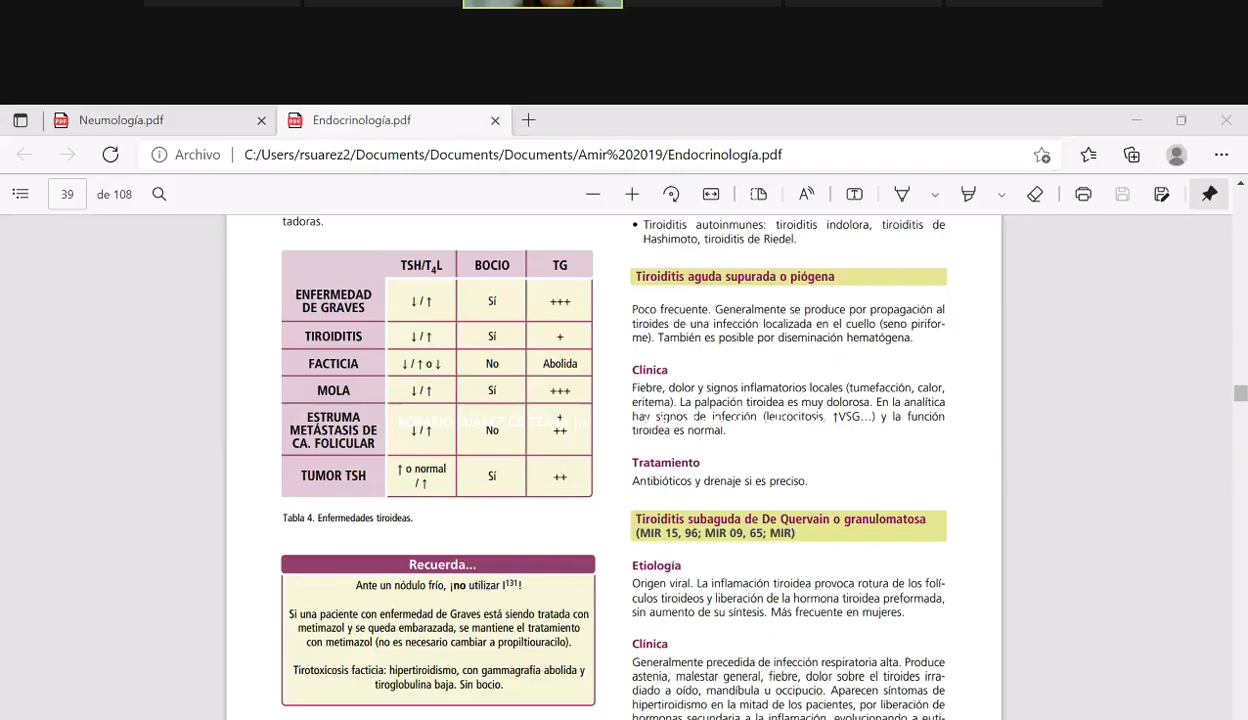 Neumología.pdf
Endocrinología.pdf
Archivo
C:/Users/rsuarez2/Documents/Documents/Documents/Amir%202019/Endocrinología.pdf
39
de 108
tadoras.
TSH/T4L BOCIO TG
ENFERMEDAD
DE GRAVES ↓/↑ Sí +++
TIROIDITIS ↓/↑ Sí +
FACTICIA ↓/↑ o ↓ No Abolida
MOLA ↓/↑ Sí +++
ESTRUMA
METÁSTASIS DE
CA. FOLICULAR ↓/↑ No + ++
TUMOR TSH ↑ o normal / ↑ Sí ++
Tabla 4. Enfermedades tiroideas.
Recuerda...
Ante un nódulo frío, ¡no utilizar I131!
Si una paciente con enfermedad de Graves está siendo tratada con
metimazol y se queda embarazada, se mantiene el tratamiento
con metimazol (no es necesario cambiar a propiltiouracilo).
Tirotoxicosis facticia: hipertiroidismo, con gammagrafía abolida y
tiroglobulina baja. Sin bocio.
• Tiroiditis autoinmunes: tiroiditis indolora, tiroiditis de
Hashimoto, tiroiditis de Riedel.
Tiroiditis aguda supurada o piógena
Poco frecuente. Generalmente se produce por propagación al
tiroides de una infección localizada en el cuello (seno pirifor-
me). También es posible por diseminación hematógena.
Clínica
Fiebre, dolor y signos inflamatorios locales (tumefacción, calor,
eritema). La palpación tiroidea es muy dolorosa. En la analítica
hay signos de infección (leucocitosis, ↑VSG...) y la función
tiroidea es normal.
Tratamiento
Antibióticos y drenaje si es preciso.
Tiroiditis subaguda de De Quervain o granulomatosa
(MIR 15, 96; MIR 09, 65; MIR)
Etiología
Origen viral. La inflamación tiroidea provoca rotura de los folí-
culos tiroideos y liberación de la hormona tiroidea preformada,
sin aumento de su síntesis. Más frecuente en mujeres.
Clínica
Generalmente precedida de infección respiratoria alta. Produce
astenia, malestar general, fiebre, dolor sobre el tiroides irra-
diado a oído, mandíbula u occipucio. Aparecen síntomas de
hipertiroidismo en la mitad de los pacientes, por liberación de
hormonas secundaria a la inflamación, evolucionando a euti-